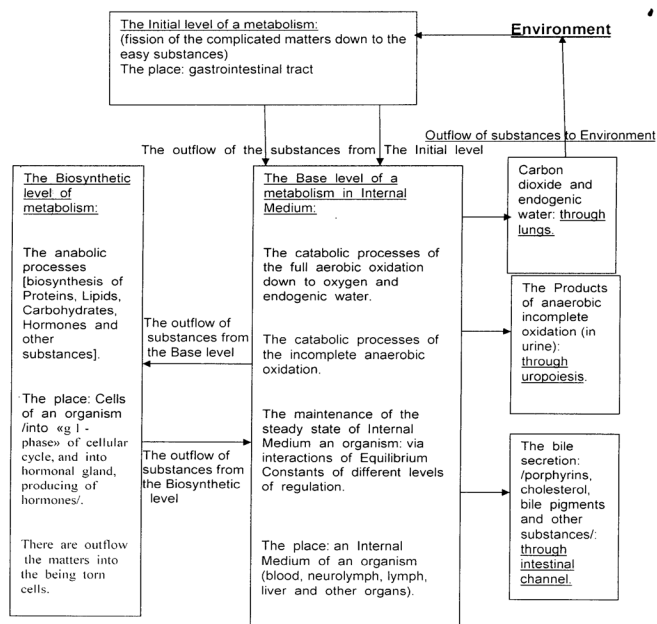 The Initial level of a metabolism:
(fission of the complicated matters down to the
easy substances)
The place: gastrointestinal tract
Environment
Outflow of substances to Environment
The outflow of the substances from The Initial level
The Biosynthetic
level of
metabolism:
The anabolic
processes
[biosynthesis of
Proteins, Lipids,
Carbohydrates,
Hormones and
other
substances].
The place: Cells
of an organism
/into «g I -
phase» of cellular
cycle, and into
hormonal gland,
producing of
hormones/.
There are outflow
the matters into
the being torn
cells.
The outflow of
substances from
the Base level
The outflow of
substances from
the Biosynthetic
level
The Base level of a
metabolism in Internal
Medium:
The catabolic processes of
the full aerobic oxidation
down to oxygen and
endogenic water.
The catabolic processes of
the incomplete anaerobic
oxidation.
The maintenance of the
steady state of Internal
Medium an organism: via
interactions of Equilibrium
Constants of different levels
of regulation.
The place: an Internal
Medium of an organism
(blood, neurolymph, lymph,
liver and other organs).
Carbon
dioxide and
endogenic
water: through
lungs.
The Products
of anaerobic
incomplete
oxidation (in
urine):
through
uropoiesis.
The bile
secretion:
/porphyrins,
cholesterol,
bile pigments
and other
substances/:
through
intestinal
channel.